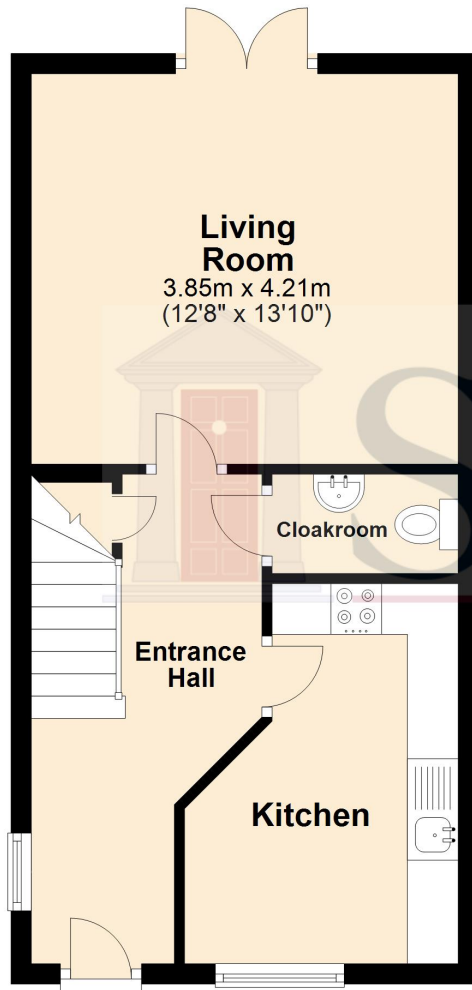 Living
Room
3.85m x 4.21m
(12'8" x 13'10")
Cloakroom
Entrance
Hall
Kitchen
S